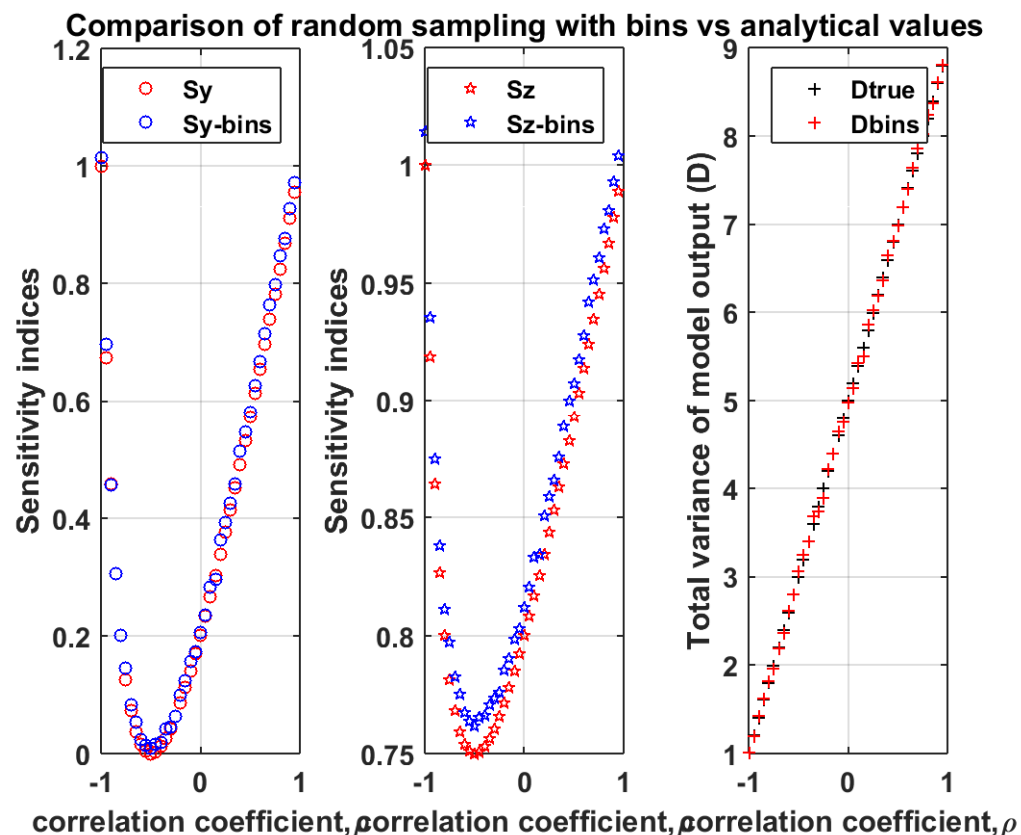 Comparison of random sampling with bins vs analytical values
Sensitivity indices
1.2
1
0.8
0.6
0.4
0.2
0
Sy
Sy-bins
-1
0
1
correlation coefficient, ρ
Sensitivity indices
1.05
1
0.95
0.9
0.85
0.8
0.75
Sz
Sz-bins
-1
0
1
correlation coefficient, ρ
Total variance of model output (D)
9
8
7
6
5
4
3
2
1
Dtrue
Dbins
-1
0
1
correlation coefficient, ρ